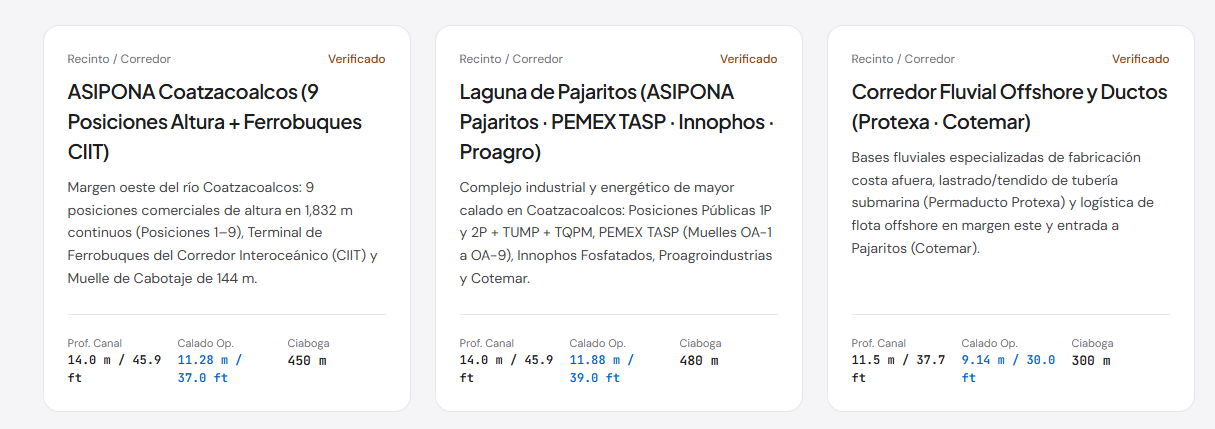 Recinto / Corredor
Verificado
ASIPONA Coatzacoalcos (9
Posiciones Altura + Ferrobuques
CIIT)
Margen oeste del río Coatzacoalcos: 9
posiciones comerciales de altura en 1,832 m
continuos (Posiciones 1–9), Terminal de
Ferrobuques del Corredor Interoceánico (CIIT) y
Muelle de Cabotaje de 144 m.
Prof. Canal
14.0 m / 45.9
ft
Calado Op.
11.28 m /
37.0 ft
Ciaboga
450 m
Recinto / Corredor
Verificado
Laguna de Pajaritos (ASIPONA
Pajaritos · PEMEX TASP · Innophos ·
Proagro)
Complejo industrial y energético de mayor
calado en Coatzacoalcos: Posiciones Públicas 1P
y 2P + TUMP + TQPM, PEMEX TASP (Muelles OA-1
a OA-9), Innophos Fosfatados, Proagroindustrias
y Cotemar.
Prof. Canal
14.0 m / 45.9
ft
Calado Op.
11.88 m /
39.0 ft
Ciaboga
480 m
Recinto / Corredor
Verificado
Corredor Fluvial Offshore y Ductos
(Protexa · Cotemar)
Bases fluviales especializadas de fabricación
costa afuera, lastrado/tendido de tubería
submarina (Permaducto Protexa) y logística de
flota offshore en margen este y entrada a
Pajaritos (Cotemar).
Prof. Canal
11.5 m / 37.7
ft
Calado Op.
9.14 m / 30.0
ft
Ciaboga
300 m